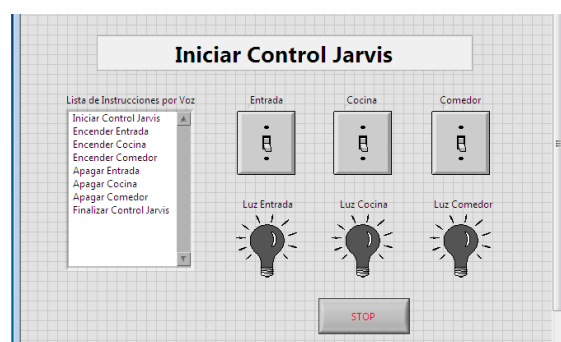 Iniciar Control Jarvis
Lista de Instrucciones por Voz
Iniciar Control Jarvis
Encender Entrada
Encender Cocina
Encender Comedor
Apagar Entrada
Apagar Cocina
Apagar Comedor
Finalizar Control Jarvis
Entrada
Cocina
Comedor
Luz Entrada
Luz Cocina
Luz Comedor
STOP